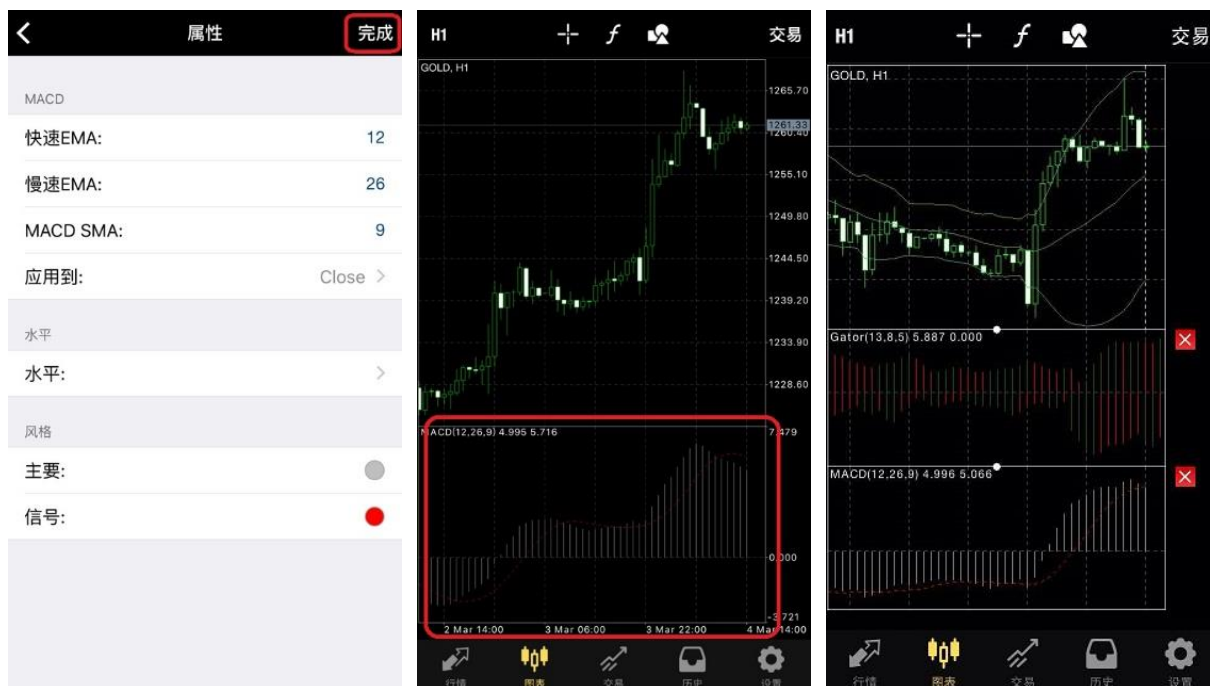 属性
完成
MACD
快速EMA:
12
慢速EMA:
26
MACD SMA:
9
应用到:
Close
水平
水平:
风格
主要:
信号:
H1
f
交易
GOLD, H1
1265.70
1261.33
1260.40
1255.10
1249.80
1244.50
1239.20
1233.90
1228.60
MACD(12,26,9) 4.995 5.716
7.479
0.000
-3.721
2 Mar 14:00
3 Mar 06:00
3 Mar 22:00
4 Mar 14:00
行情
图表
交易
历史
设置
H1
f
交易
GOLD, H1
Gator(13,8,5) 5.887 0.000
MACD(12,26,9) 4.996 5.066
行情
图表
交易
历史
设置